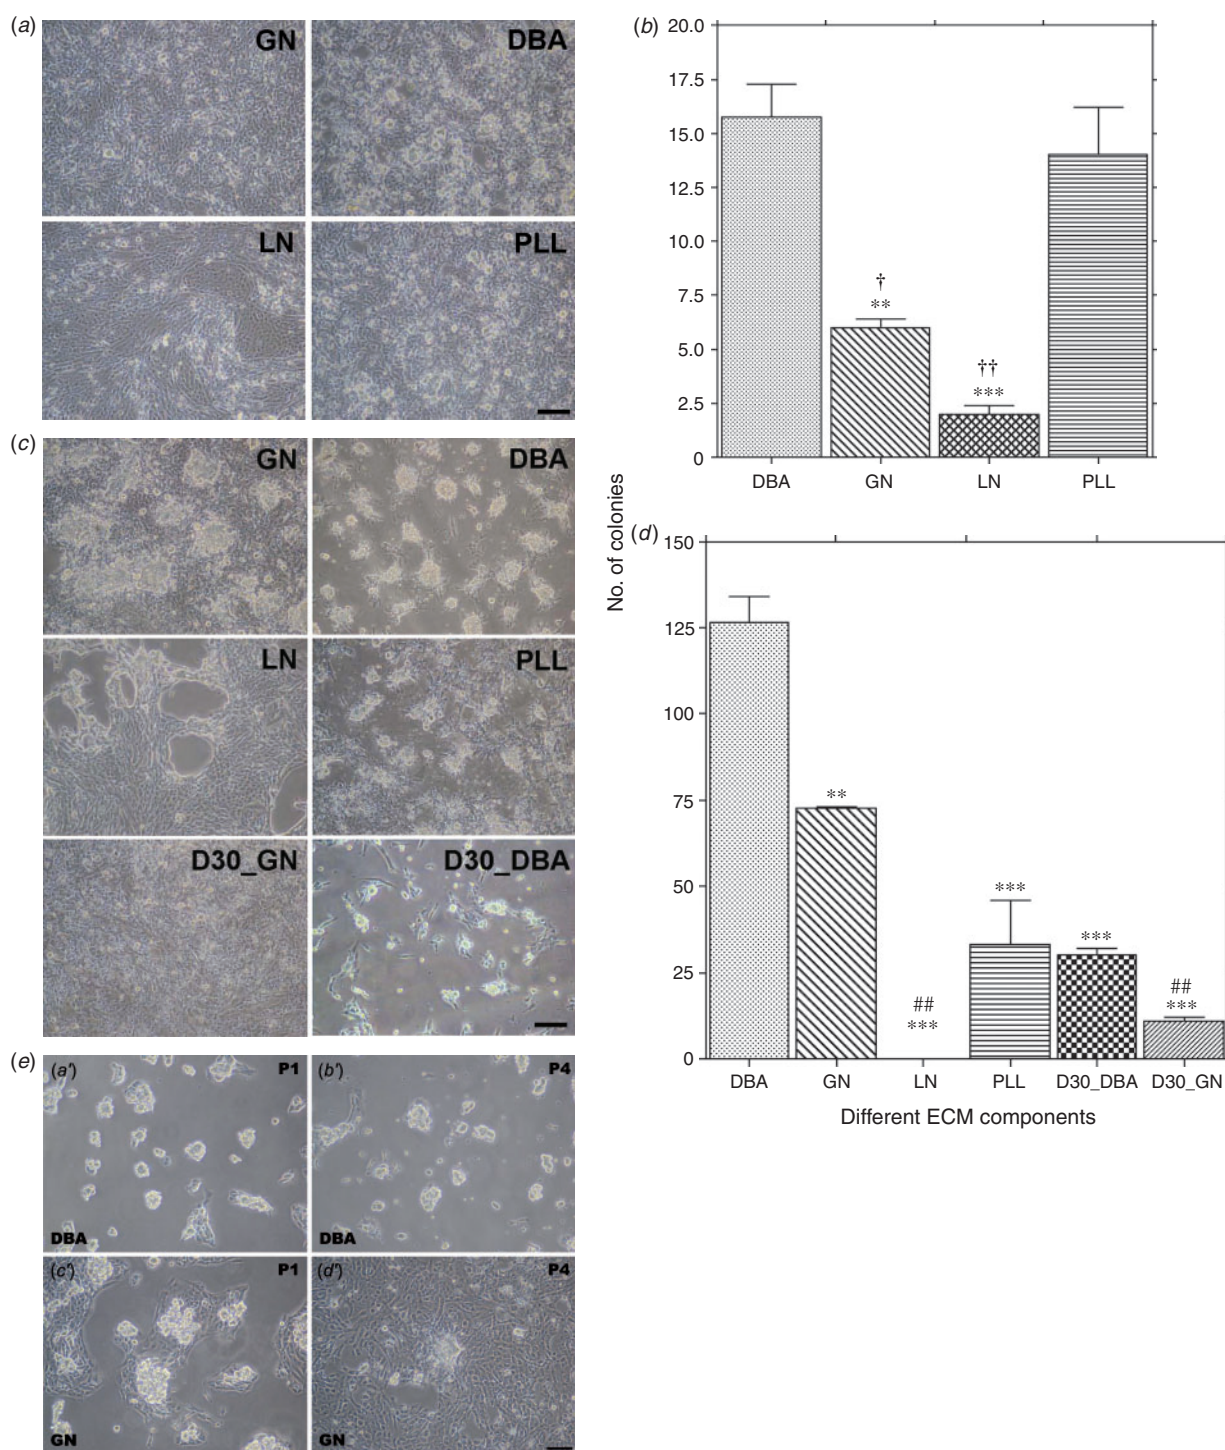 (a)
GN
DBA
LN
PLL
(b)
20.0
17.5
15.0
12.5
10.0
7.5
5.0
2.5
0
†
**
††
***
DBA GN LN PLL
No. of colonies
(c)
GN
DBA
LN
PLL
D30_GN
D30_DBA
(d)
150
125
100
75
50
25
0
**
##
***
***
***
##
***
DBA GN LN PLL D30_DBA D30_GN
Different ECM components
(e)
(a′) P1
DBA
(b′) P4
DBA
(c′) P1
GN
(d′) P4
GN